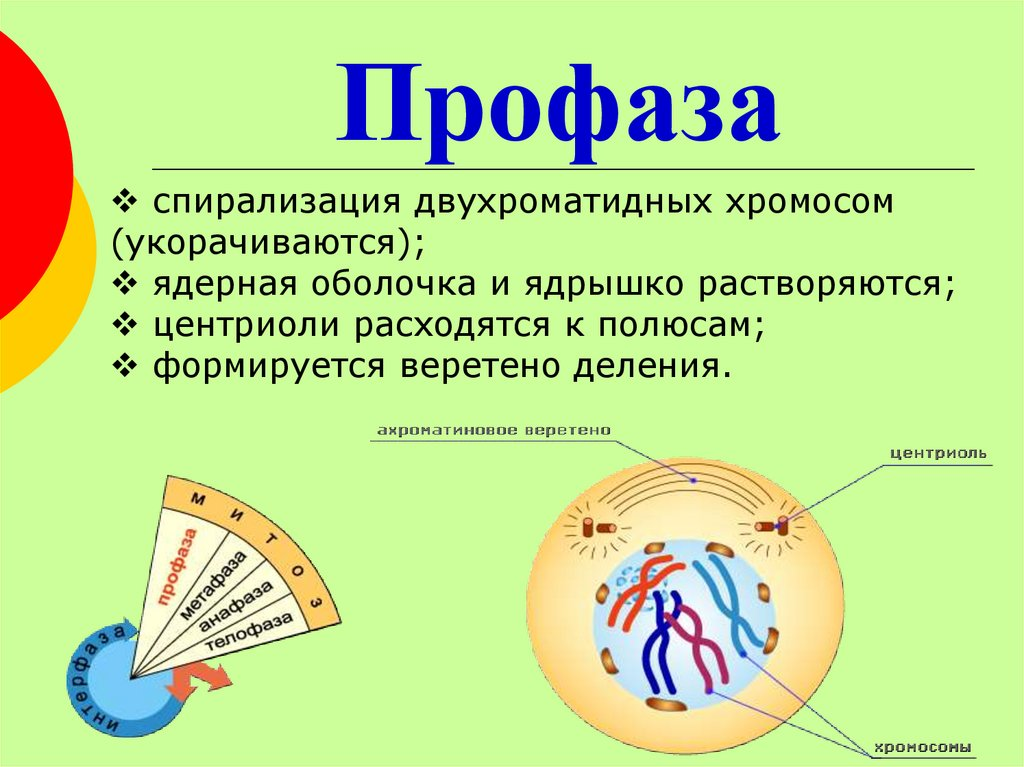 Профаза
❖ спирализация двухроматидных хромосом
(укорачиваются);
❖ ядерная оболочка и ядрышко растворяются;
❖ центриоли расходятся к полюсам;
❖ формируется веретено деления.
ахроматиновое веретено
центриоль
митоз
профаза
метафаза
анафаза
телофаза
интерфаза
хромосомы